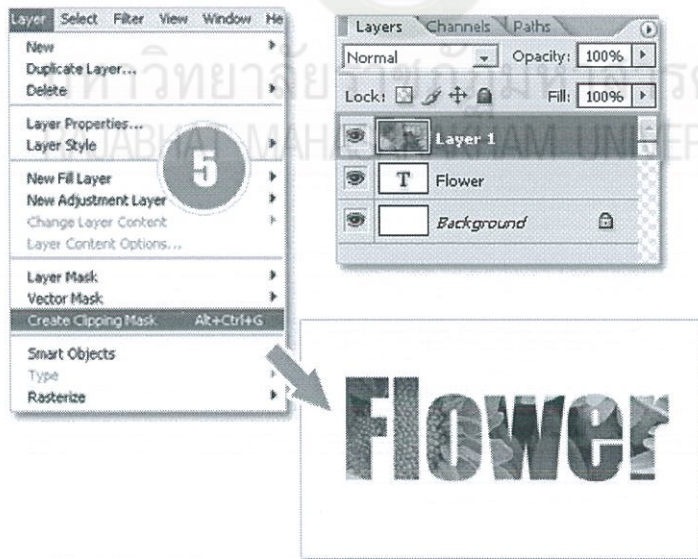 Layer Select Filter View Window He
New
Duplicate Layer...
Delete
Layer Properties...
Layer Style
5
New Fill Layer
New Adjustment Layer
Change Layer Content
Layer Content Options...
Layer Mask
Vector Mask
Create Clipping Mask Alt+Ctrl+G
Smart Objects
Type
Rasterize
Layers Channels Paths
Normal Opacity: 100%
Lock: Fill: 100%
Layer 1
T Flower
Background
Flower